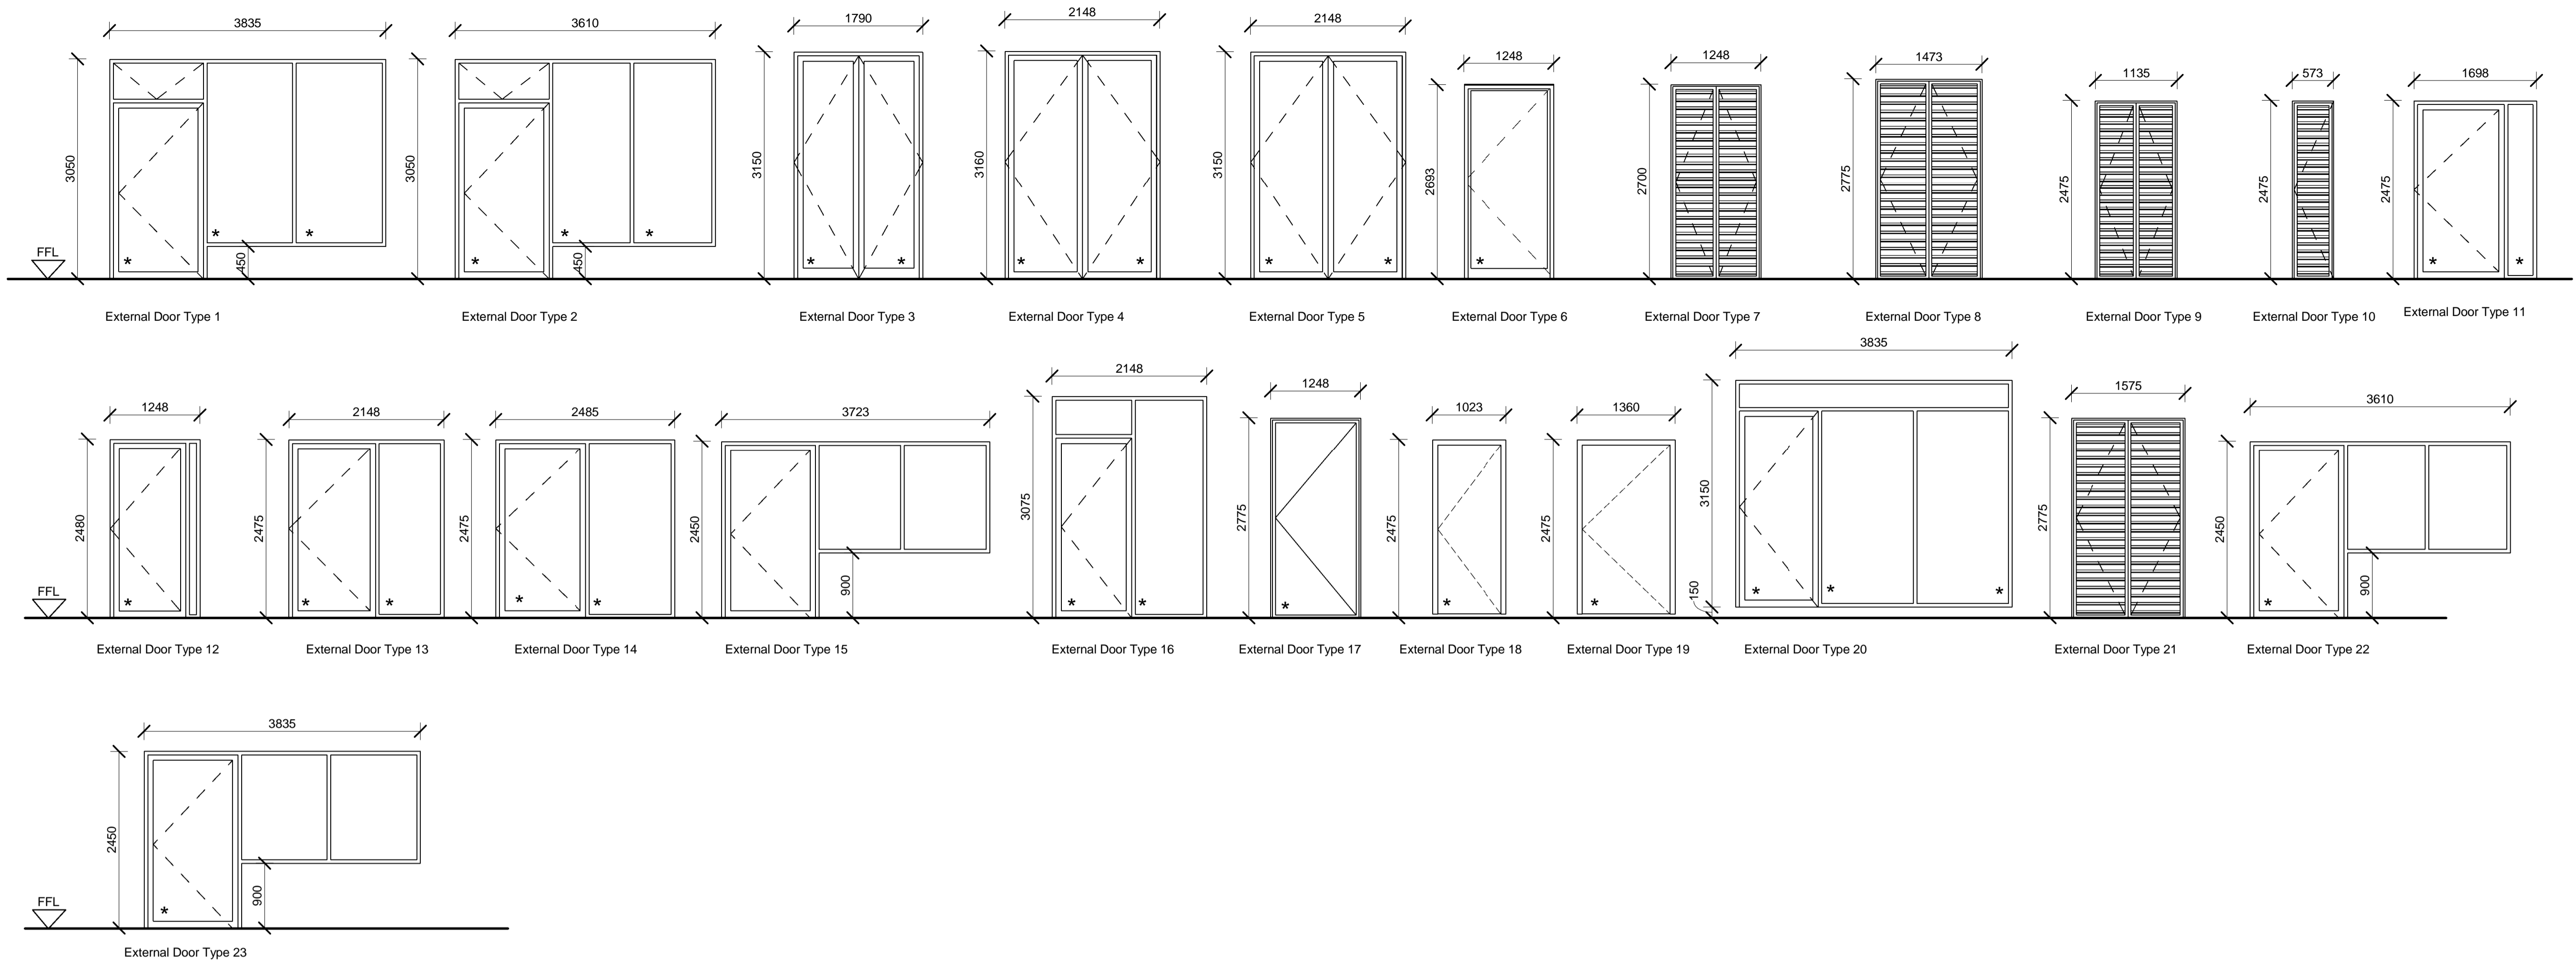 3835
3610
1790
2148
2148
1248
1248
1473
1135
573
1698
3050
3050
3150
3160
3150
2693
2700
2775
2475
2475
2475
* * *
* * *
* *
* *
* *
*
* *
450
450
FFL
External Door Type 1
External Door Type 2
External Door Type 3
External Door Type 4
External Door Type 5
External Door Type 6
External Door Type 7
External Door Type 8
External Door Type 9
External Door Type 10
External Door Type 11
1248
2148
2485
3723
2148
1248
1023
1360
3835
1575
3610
2480
2475
2475
2450
3075
2775
2475
2475
3150
150
2775
2450
*
* *
* *
* *
*
*
*
* * *
*
900
900
FFL
External Door Type 12
External Door Type 13
External Door Type 14
External Door Type 15
External Door Type 16
External Door Type 17
External Door Type 18
External Door Type 19
External Door Type 20
External Door Type 21
External Door Type 22
3835
2450
*
900
FFL
External Door Type 23